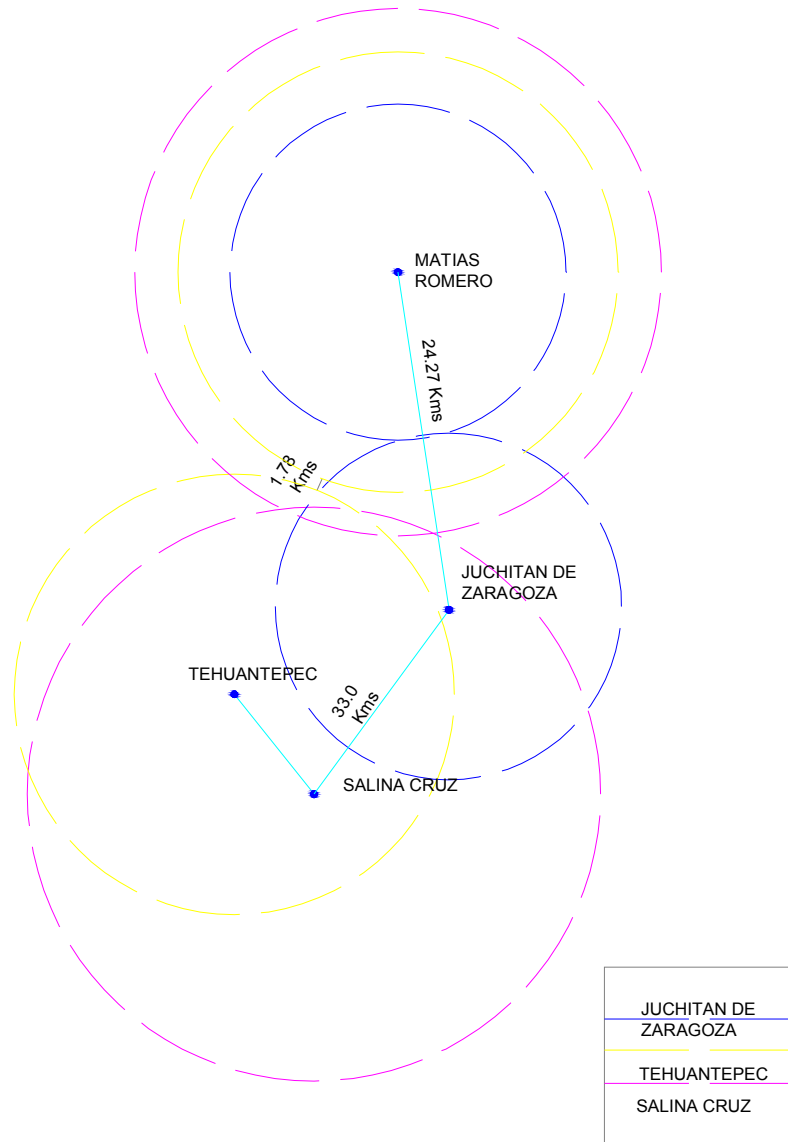 MATIAS
ROMERO
24.27 Kms
1.78
Kms
JUCHITAN DE
ZARAGOZA
TEHUANTEPEC
33.0
Kms
SALINA CRUZ
JUCHITAN DE
ZARAGOZA
TEHUANTEPEC
SALINA CRUZ